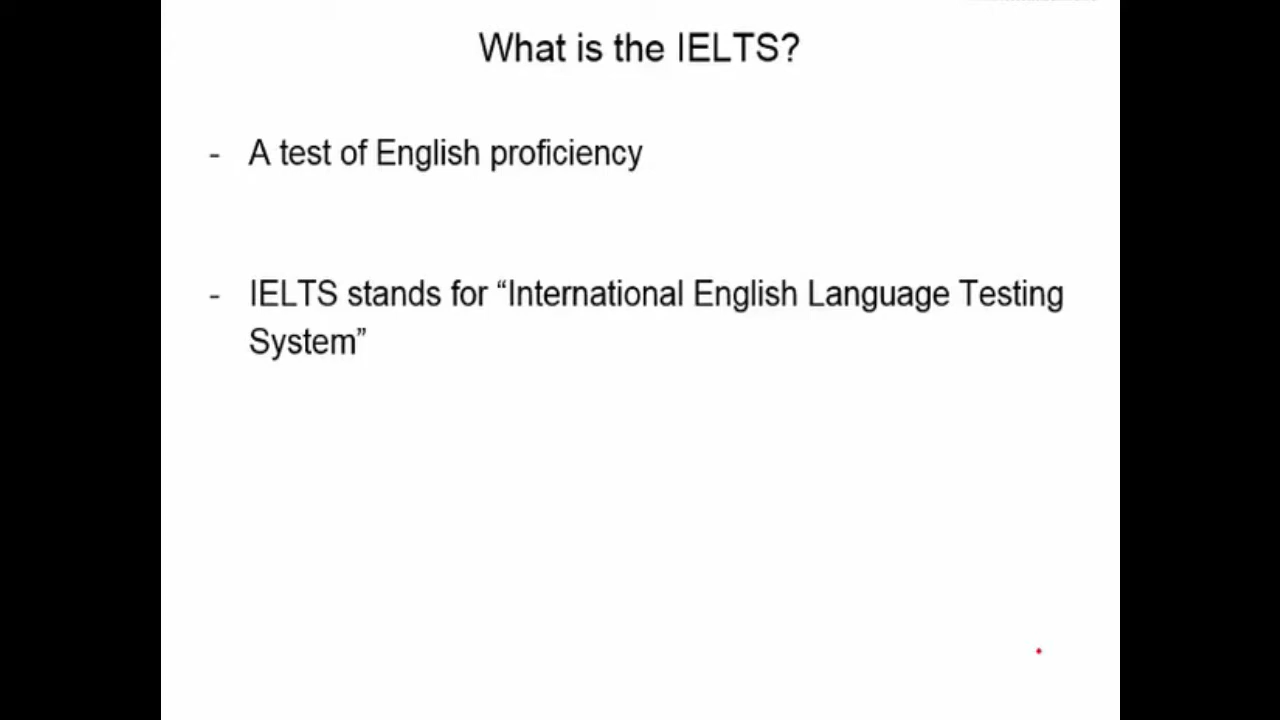 What is the IELTS?
- A test of English proficiency
- IELTS stands for “International English Language Testing
System”